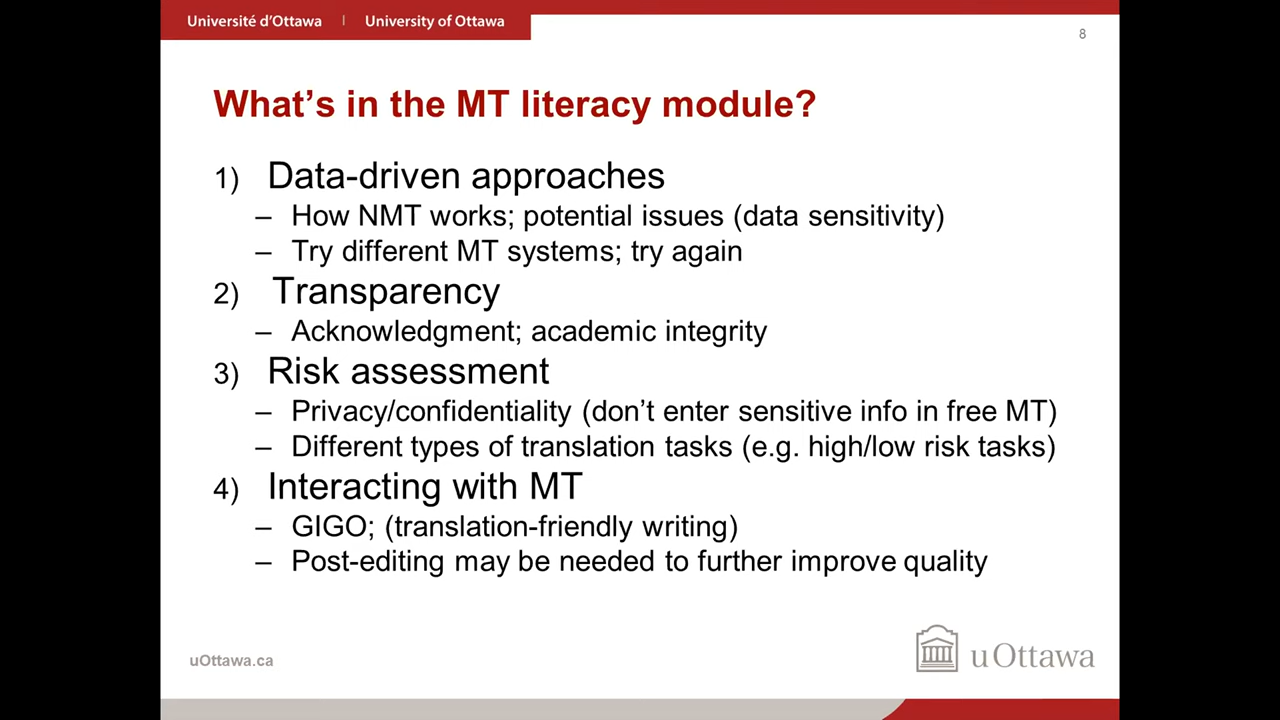 Université d'Ottawa | University of Ottawa
8
What's in the MT literacy module?
1) Data-driven approaches
– How NMT works; potential issues (data sensitivity)
– Try different MT systems; try again
2) Transparency
– Acknowledgment; academic integrity
3) Risk assessment
– Privacy/confidentiality (don't enter sensitive info in free MT)
– Different types of translation tasks (e.g. high/low risk tasks)
4) Interacting with MT
– GIGO; (translation-friendly writing)
– Post-editing may be needed to further improve quality
uOttawa.ca
uOttawa